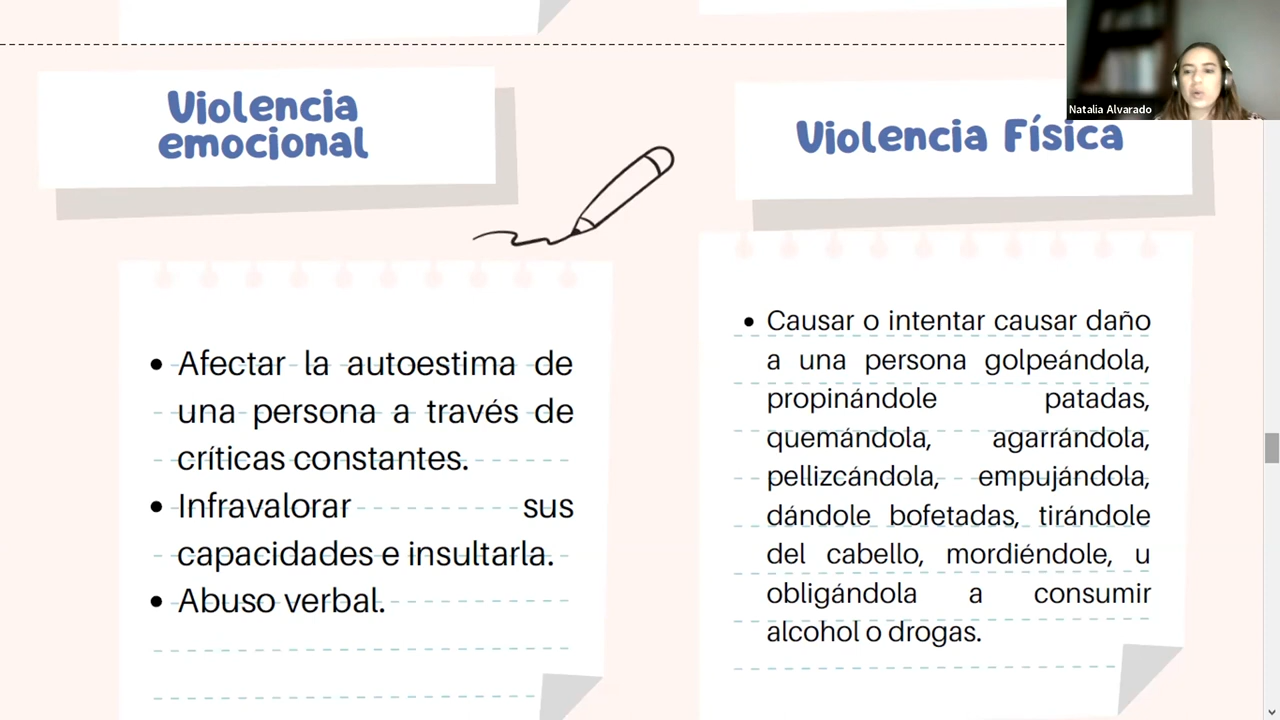 Violencia
emocional
Afectar la autoestima de
una persona a través de
críticas constantes.
Infravalorar sus
capacidades e insultarla.
Abuso verbal.
Natalia Alvarado
Violencia Física
Causar o intentar causar daño
a una persona golpeándola,
propinándole patadas,
quemándola, agarrándola,
pellizcándola, empujándola,
dándole bofetadas, tirándole
del cabello, mordiéndole, u
obligándola a consumir
alcohol o drogas.